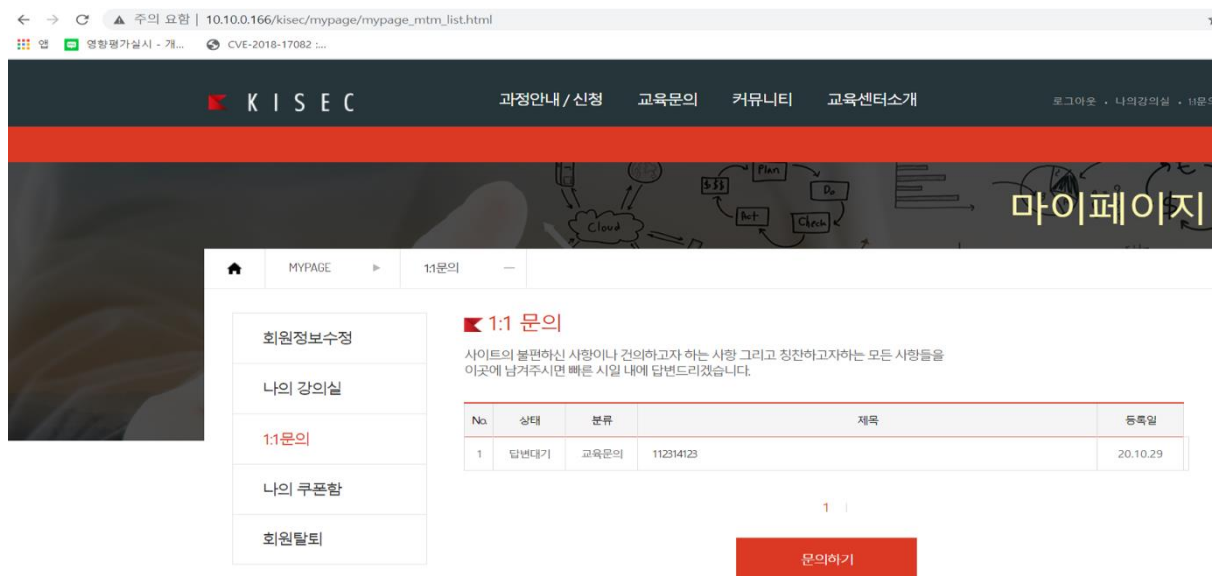 주의 요함 | 10.10.0.166/kisec/mypage/mypage_mtm_list.html
앱 영향평가실시 - 개... CVE-2018-17082 :...
KISEC 과정안내 / 신청 교육문의 커뮤니티 교육센터소개 로그아웃 • 나의강의실 • 1:1문의
Plan
$$$ Do
Cloud Act Check
마이페이지
MYPAGE ▶ 1:1문의 —
회원정보수정
나의 강의실
1:1문의
나의 쿠폰함
회원탈퇴
1:1 문의
사이트의 불편하신 사항이나 건의하고자 하는 사항 그리고 칭찬하고자하는 모든 사항들을
이곳에 남겨주시면 빠른 시일 내에 답변드리겠습니다.
No. 상태 분류 제목 등록일
1 답변대기 교육문의 112314123 20.10.29
1
문의하기